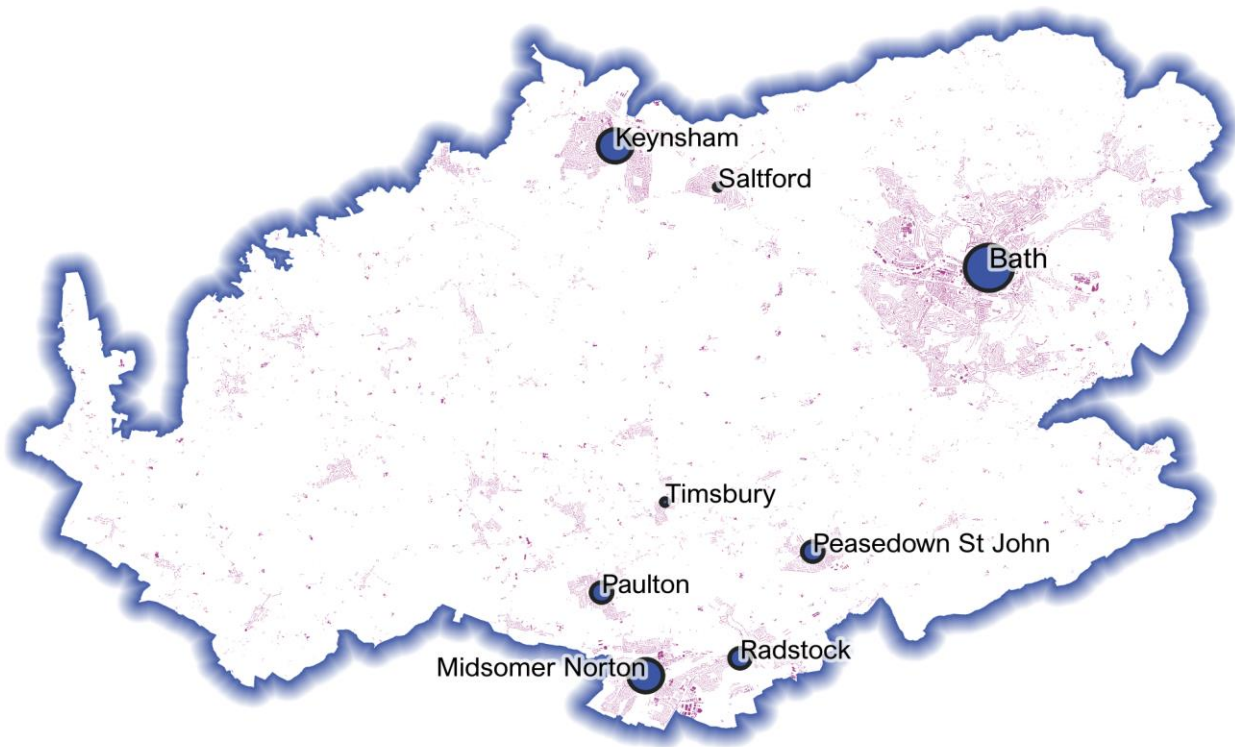 Keynsham
Saltford
Bath
Timsbury
Peasedown St John
Paulton
Radstock
Midsomer Norton